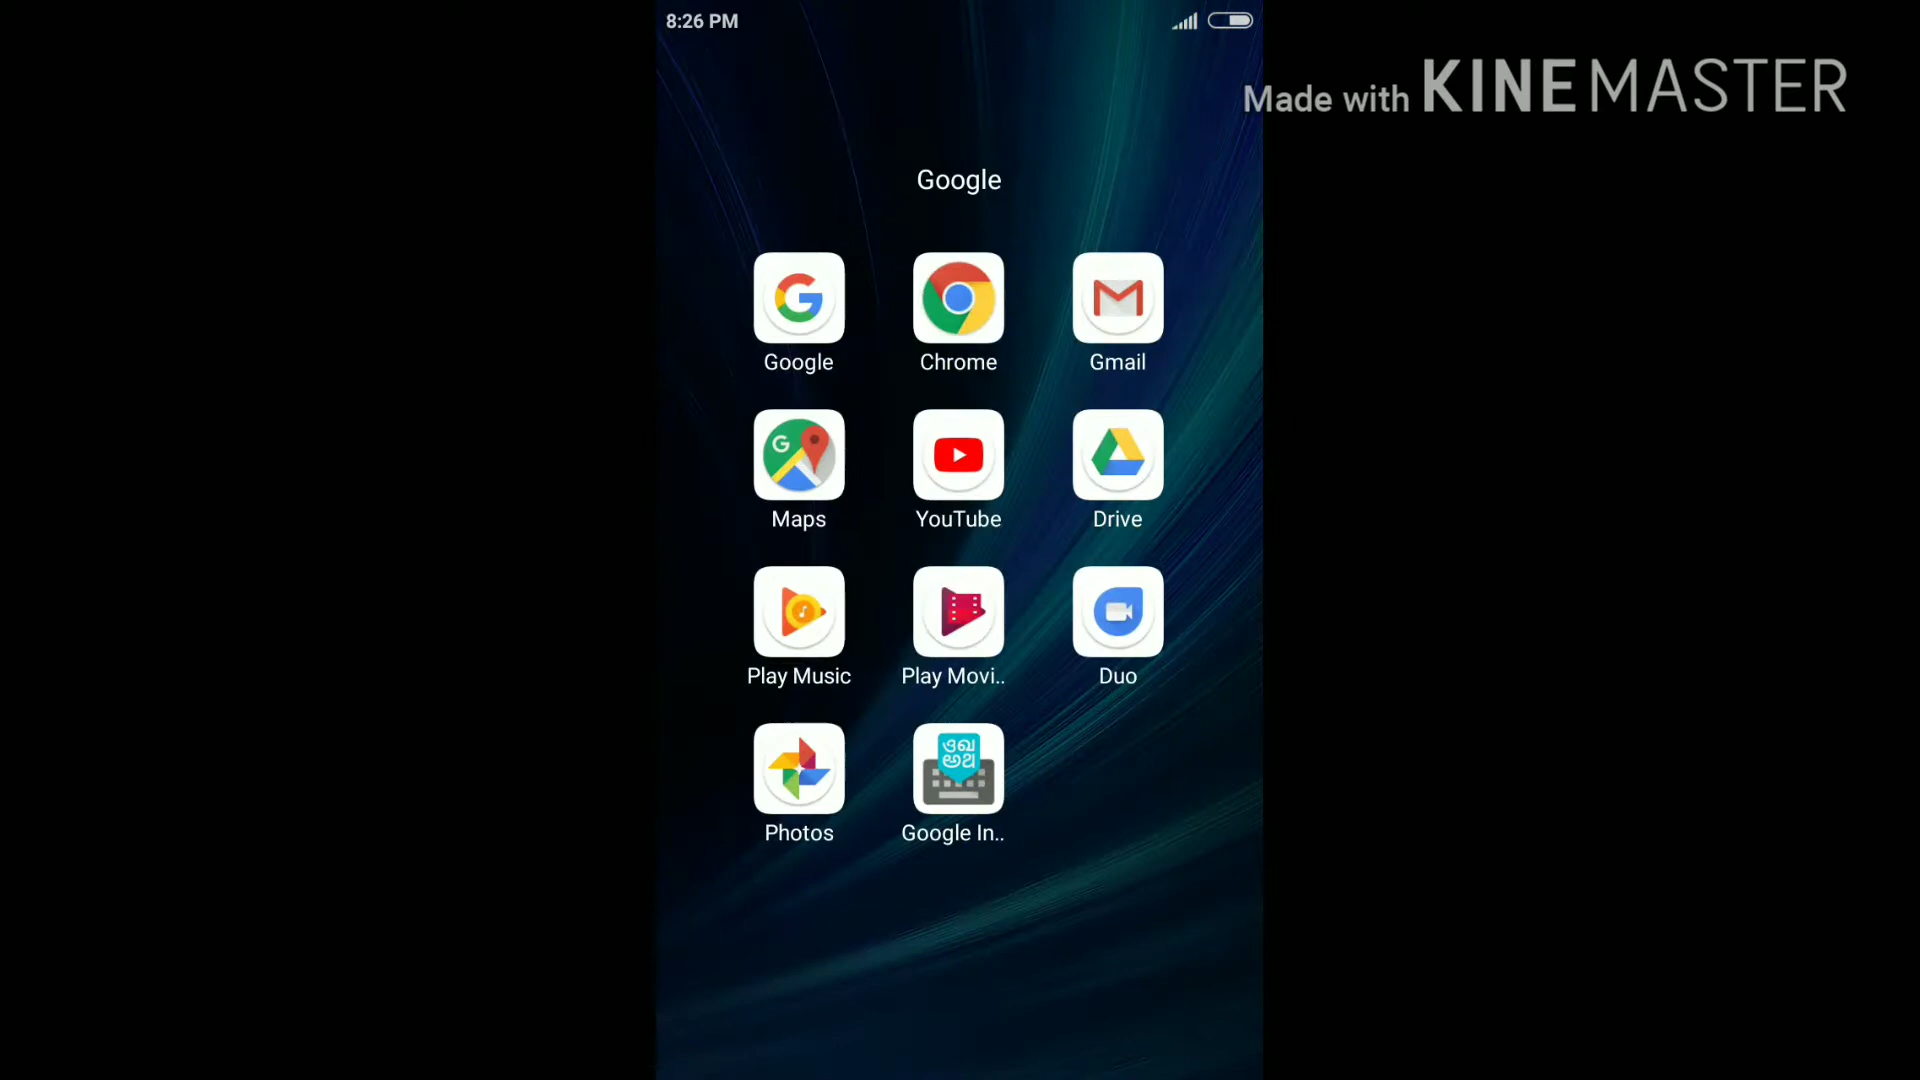 8:26 PM
Made with KINEMASTER
Google
Google
Chrome
Gmail
Maps
YouTube
Drive
Play Music
Play Movi..
Duo
Photos
Google In..